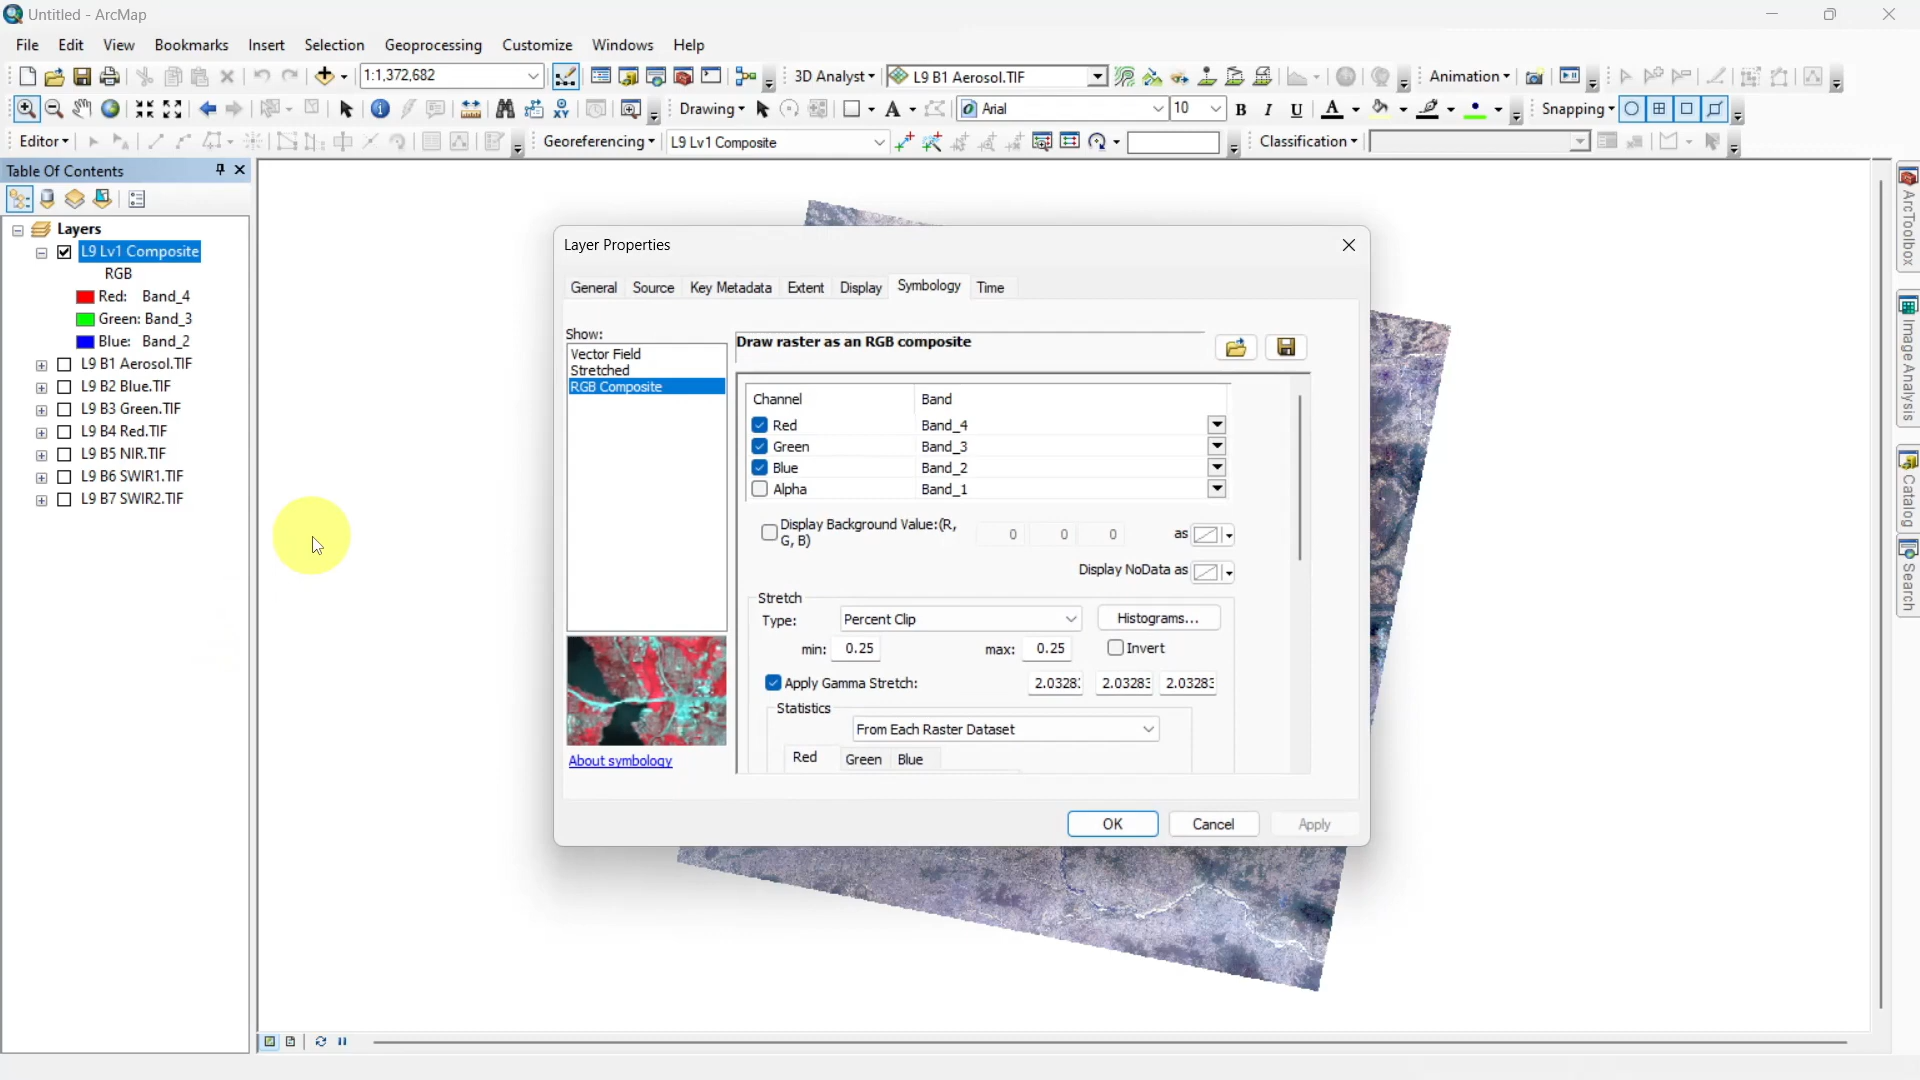 Untitled - ArcMap
File Edit View Bookmarks Insert Selection Geoprocessing Customize Windows Help
1:1,372,682 3D Analyst L9 B1 Aerosol.TIF Animation
Drawing A Arial 10 B I U A Snapping
Editor Georeferencing L9 Lv1 Composite Classification
Table Of Contents
Layers
L9 Lv1 Composite
RGB
Red: Band_4
Green: Band_3
Blue: Band_2
L9 B1 Aerosol.TIF
L9 B2 Blue.TIF
L9 B3 Green.TIF
L9 B4 Red.TIF
L9 B5 NIR.TIF
L9 B6 SWIR1.TIF
L9 B7 SWIR2.TIF
Layer Properties
General Source Key Metadata Extent Display Symbology Time
Show:
Vector Field
Stretched
RGB Composite
About symbology
Draw raster as an RGB composite
Channel Band
Red Band_4
Green Band_3
Blue Band_2
Alpha Band_1
Display Background Value:(R, G, B) 0 0 0 as
Display NoData as
Stretch
Type: Percent Clip Histograms...
min: 0.25 max: 0.25 Invert
Apply Gamma Stretch: 2.0328: 2.03283 2.03283
Statistics
From Each Raster Dataset
Red Green Blue
OK Cancel Apply
ArcToolbox
Image Analysis
Catalog
Search